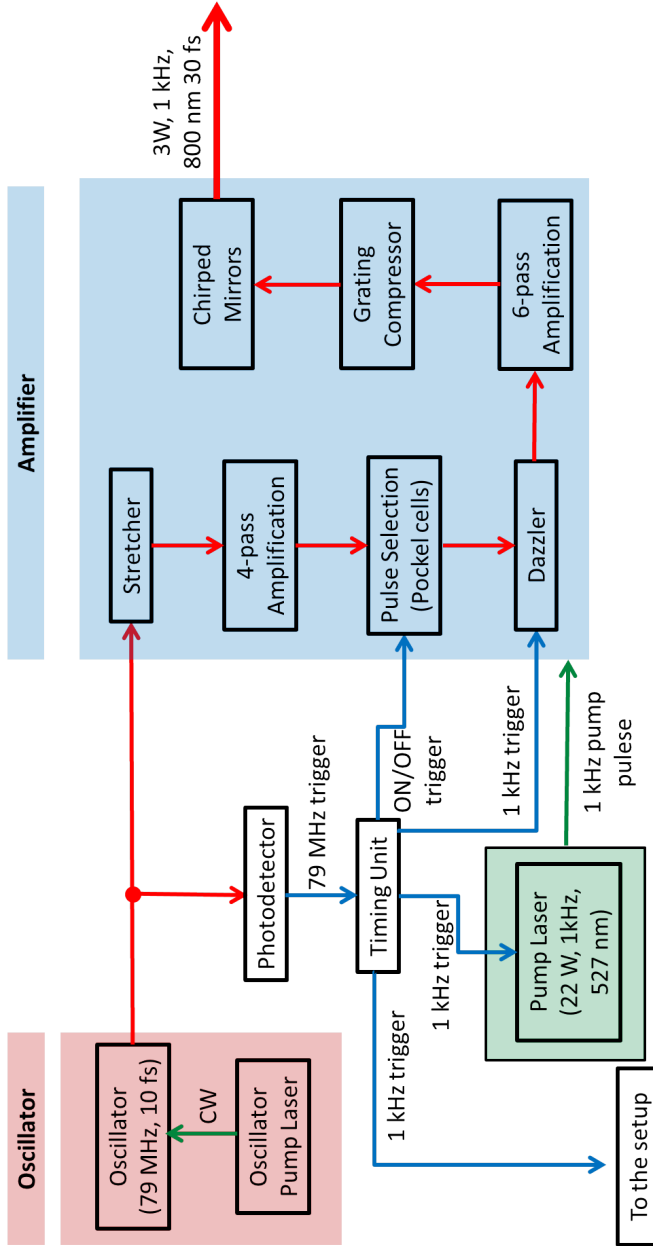 Oscillator
Amplifier
Oscillator
(79 MHz, 10 fs)
CW
Oscillator
Pump Laser
Stretcher
4-pass
Amplification
Pulse Selection
(Pockel cells)
Dazzler
Chirped
Mirrors
Grating
Compressor
6-pass
Amplification
3W, 1 kHz,
800 nm 30 fs
Photodetector
79 MHz trigger
Timing Unit
ON/OFF
trigger
1 kHz trigger
1 kHz trigger
1 kHz trigger
Pump Laser
(22 W, 1kHz,
527 nm)
1 kHz pump
pulese
To the setup